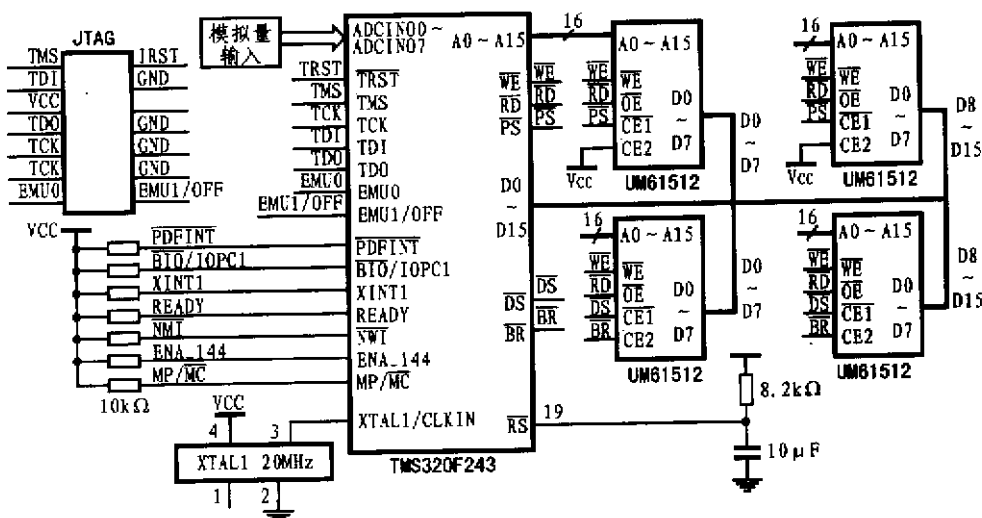 JTAG
TMS
TDI
VCC
TDO
TCK
TCK
EMU0
IRST
GND
GND
GND
GND
EMU1/OFF
模拟量
输入
ADCIN00~
ADCIN07
TRST
TMS
TCK
TDI
TDO
EMU0
EMU1/OFF
TRST
TMS
TCK
TDI
TDO
EMU0
EMU1/OFF
VCC
PDFINT
BIO/IOPC1
XINT1
READY
NMI
ENA_144
MP/MC
10kΩ
PDFINT
BIO/IOPC1
XINT1
READY
NWI
ENA_144
MP/MC
XTAL1/CLKIN
VCC
4
3
XTAL1 20MHz
1
2
A0~A15
WE
RD
PS
D0
~
D15
DS
BR
RS
TMS320F243
16
WE
RD
PS
DS
BR
19
WE
RD
PS
Vcc
A0~A15
WE
OE
CE1
CE2
D0
~
D7
UM61512
D0
~
D7
16
WE
RD
PS
Vcc
A0~A15
WE
OE
CE1
CE2
D0
~
D7
UM61512
D8
~
D15
16
WE
RD
DS
BR
A0~A15
WE
OE
CE1
CE2
D0
~
D7
UM61512
D0
~
D7
16
WE
RD
DS
BR
A0~A15
WE
OE
CE1
CE2
D0
~
D7
UM61512
D8
~
D15
8.2kΩ
10μF